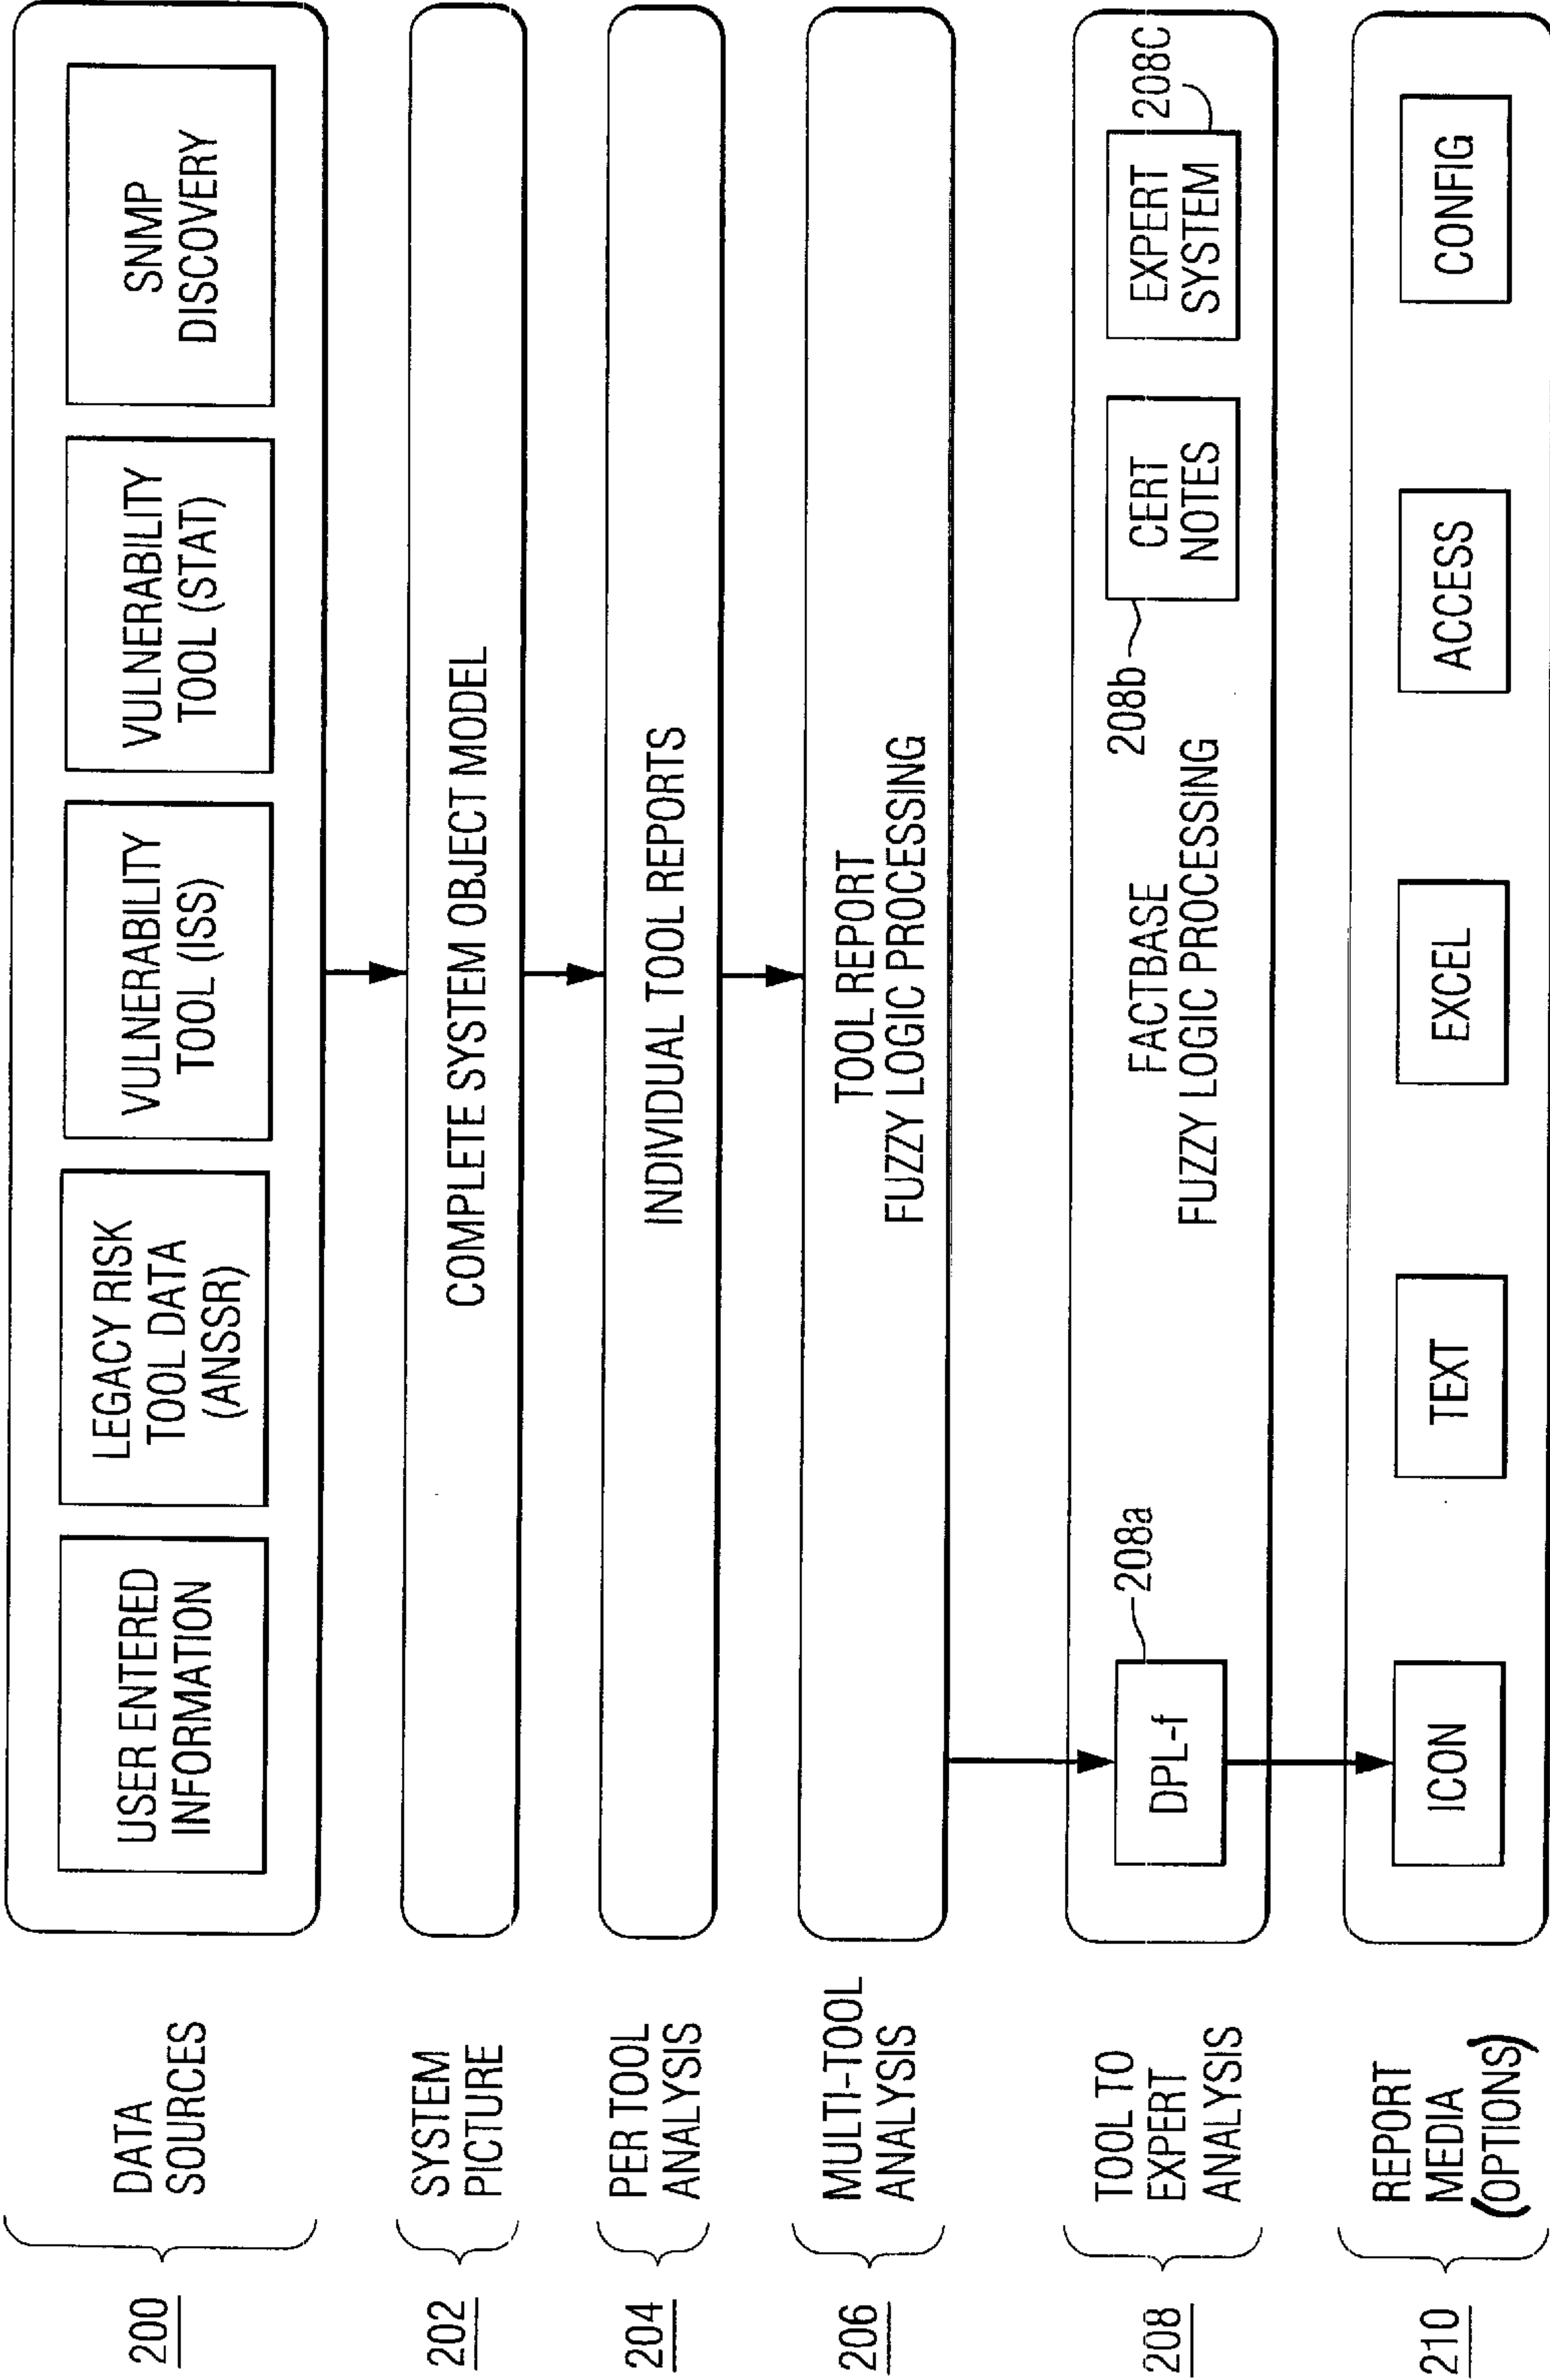 200
DATA
SOURCES
USER ENTERED
INFORMATION
LEGACY RISK
TOOL DATA
(ANSSR)
VULNERABILITY
TOOL (ISS)
VULNERABILITY
TOOL (STAT)
SNMP
DISCOVERY
202
SYSTEM
PICTURE
COMPLETE SYSTEM OBJECT MODEL
204
PER TOOL
ANALYSIS
INDIVIDUAL TOOL REPORTS
206
MULTI-TOOL
ANALYSIS
TOOL REPORT
FUZZY LOGIC PROCESSING
208
TOOL TO
EXPERT
ANALYSIS
DPL-f
208a
FACTBASE
FUZZY LOGIC PROCESSING
208b
CERT
NOTES
EXPERT
SYSTEM
208C
210
REPORT
MEDIA
(OPTIONS)
ICON
TEXT
EXCEL
ACCESS
CONFIG